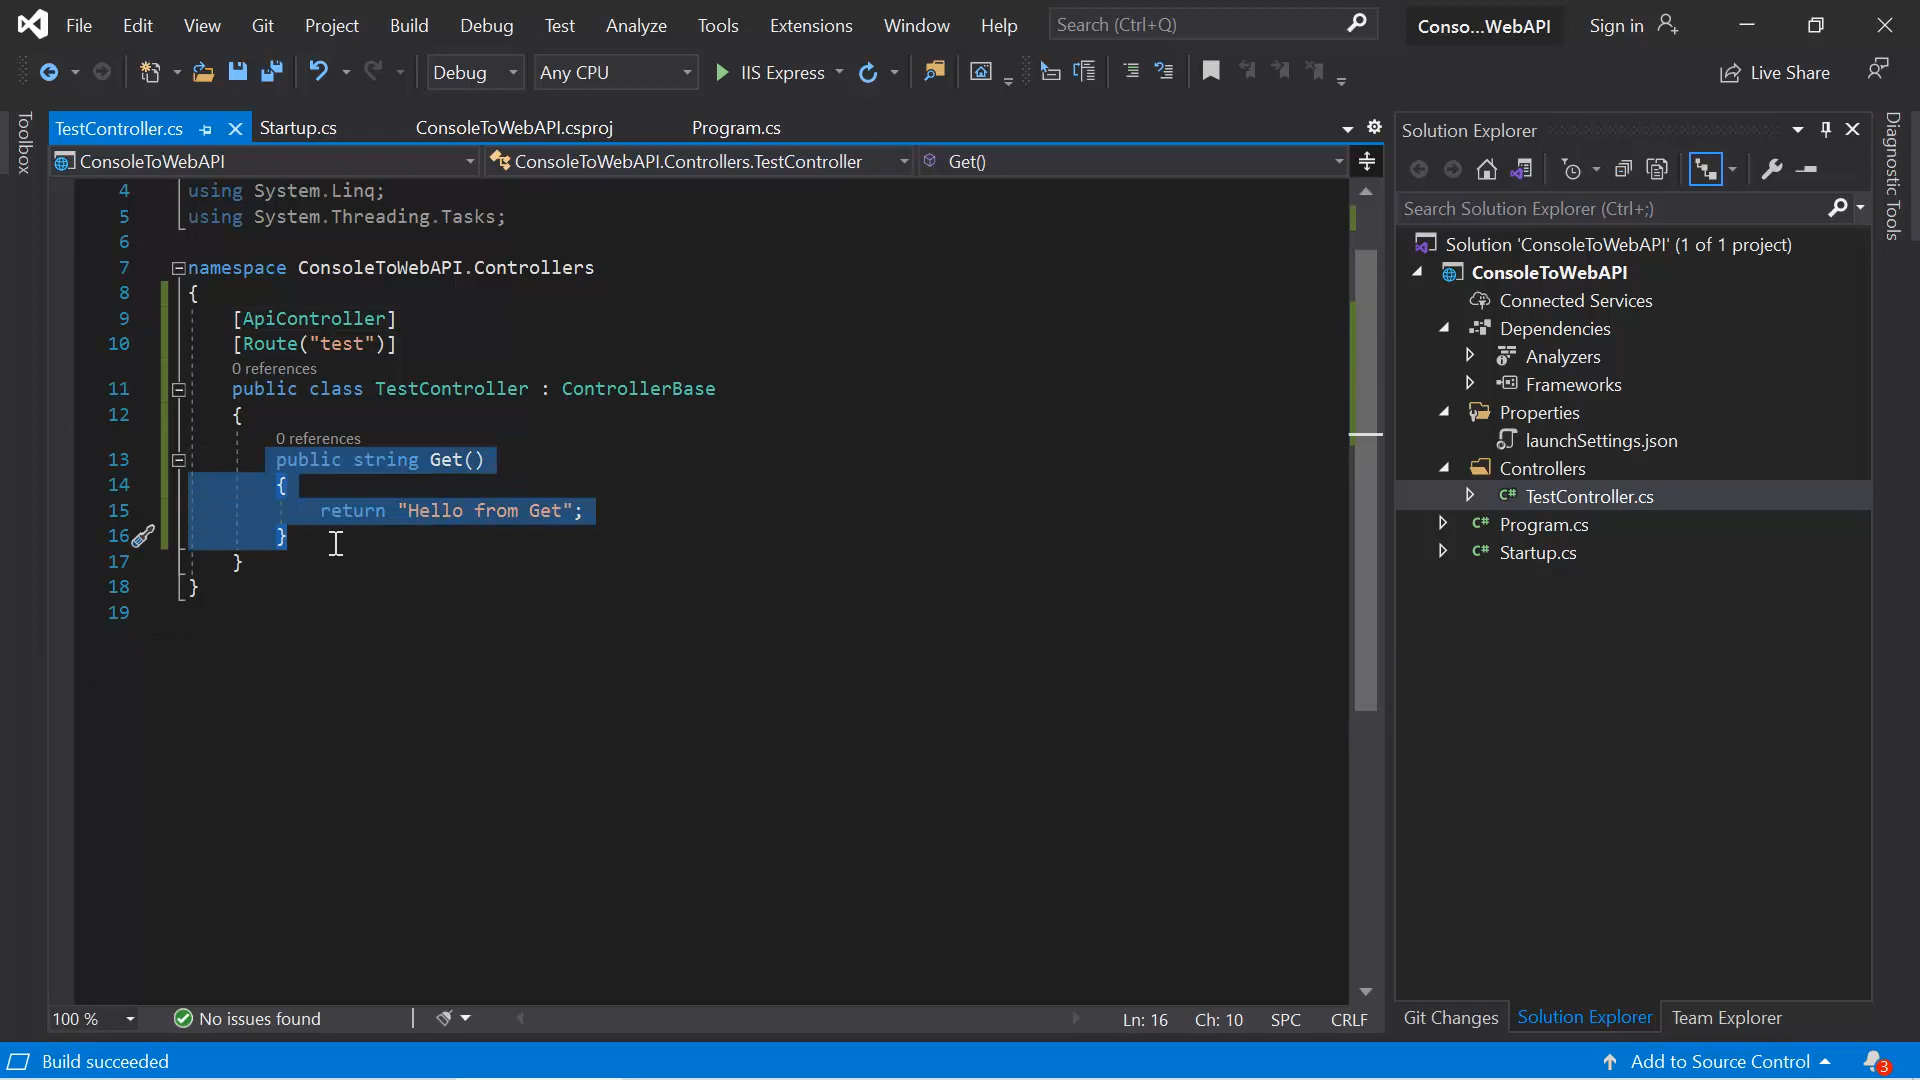 File Edit View Git Project Build Debug Test Analyze Tools Extensions Window Help Search (Ctrl+Q) Conso...WebAPI Sign in
Debug Any CPU IIS Express Live Share
Toolbox
TestController.cs Startup.cs ConsoleToWebAPI.csproj Program.cs
ConsoleToWebAPI ConsoleToWebAPI.Controllers.TestController Get()
4 using System.Linq;
5 using System.Threading.Tasks;
6
7 namespace ConsoleToWebAPI.Controllers
8 {
9 [ApiController]
10 [Route("test")]
0 references
11 public class TestController : ControllerBase
12 {
0 references
13 public string Get()
14 {
15 return "Hello from Get";
16 }
17 }
18 }
19
100 % No issues found Ln: 16 Ch: 10 SPC CRLF
Solution Explorer
Search Solution Explorer (Ctrl+;)
Solution 'ConsoleToWebAPI' (1 of 1 project)
ConsoleToWebAPI
Connected Services
Dependencies
Analyzers
Frameworks
Properties
launchSettings.json
Controllers
C# TestController.cs
C# Program.cs
C# Startup.cs
Git Changes Solution Explorer Team Explorer
Diagnostic Tools
Build succeeded Add to Source Control 3